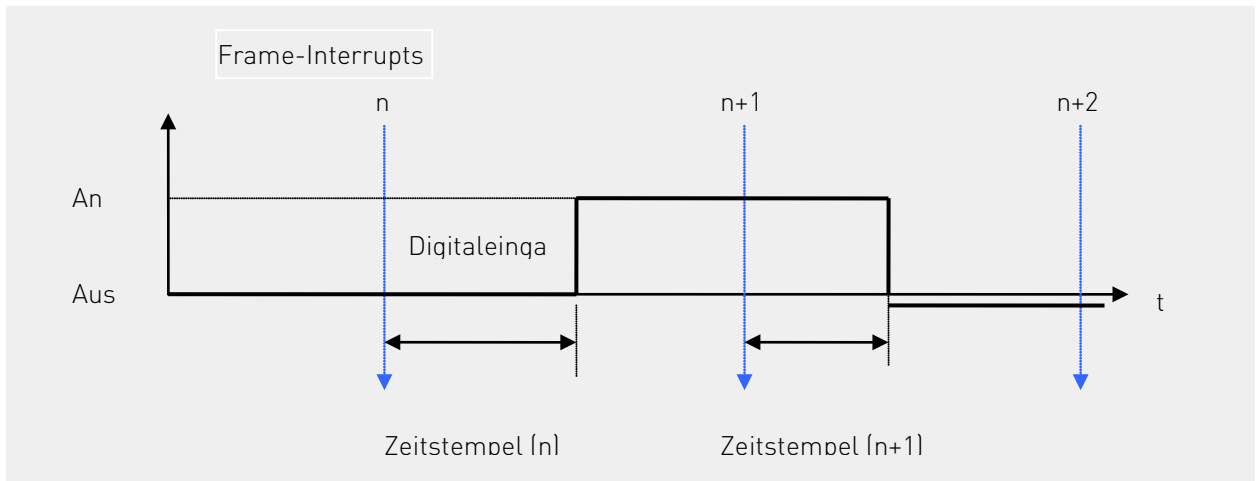 Frame-Interrupts
n
n+1
n+2
An
Digitaleinga
Aus
t
Zeitstempel (n)
Zeitstempel (n+1)